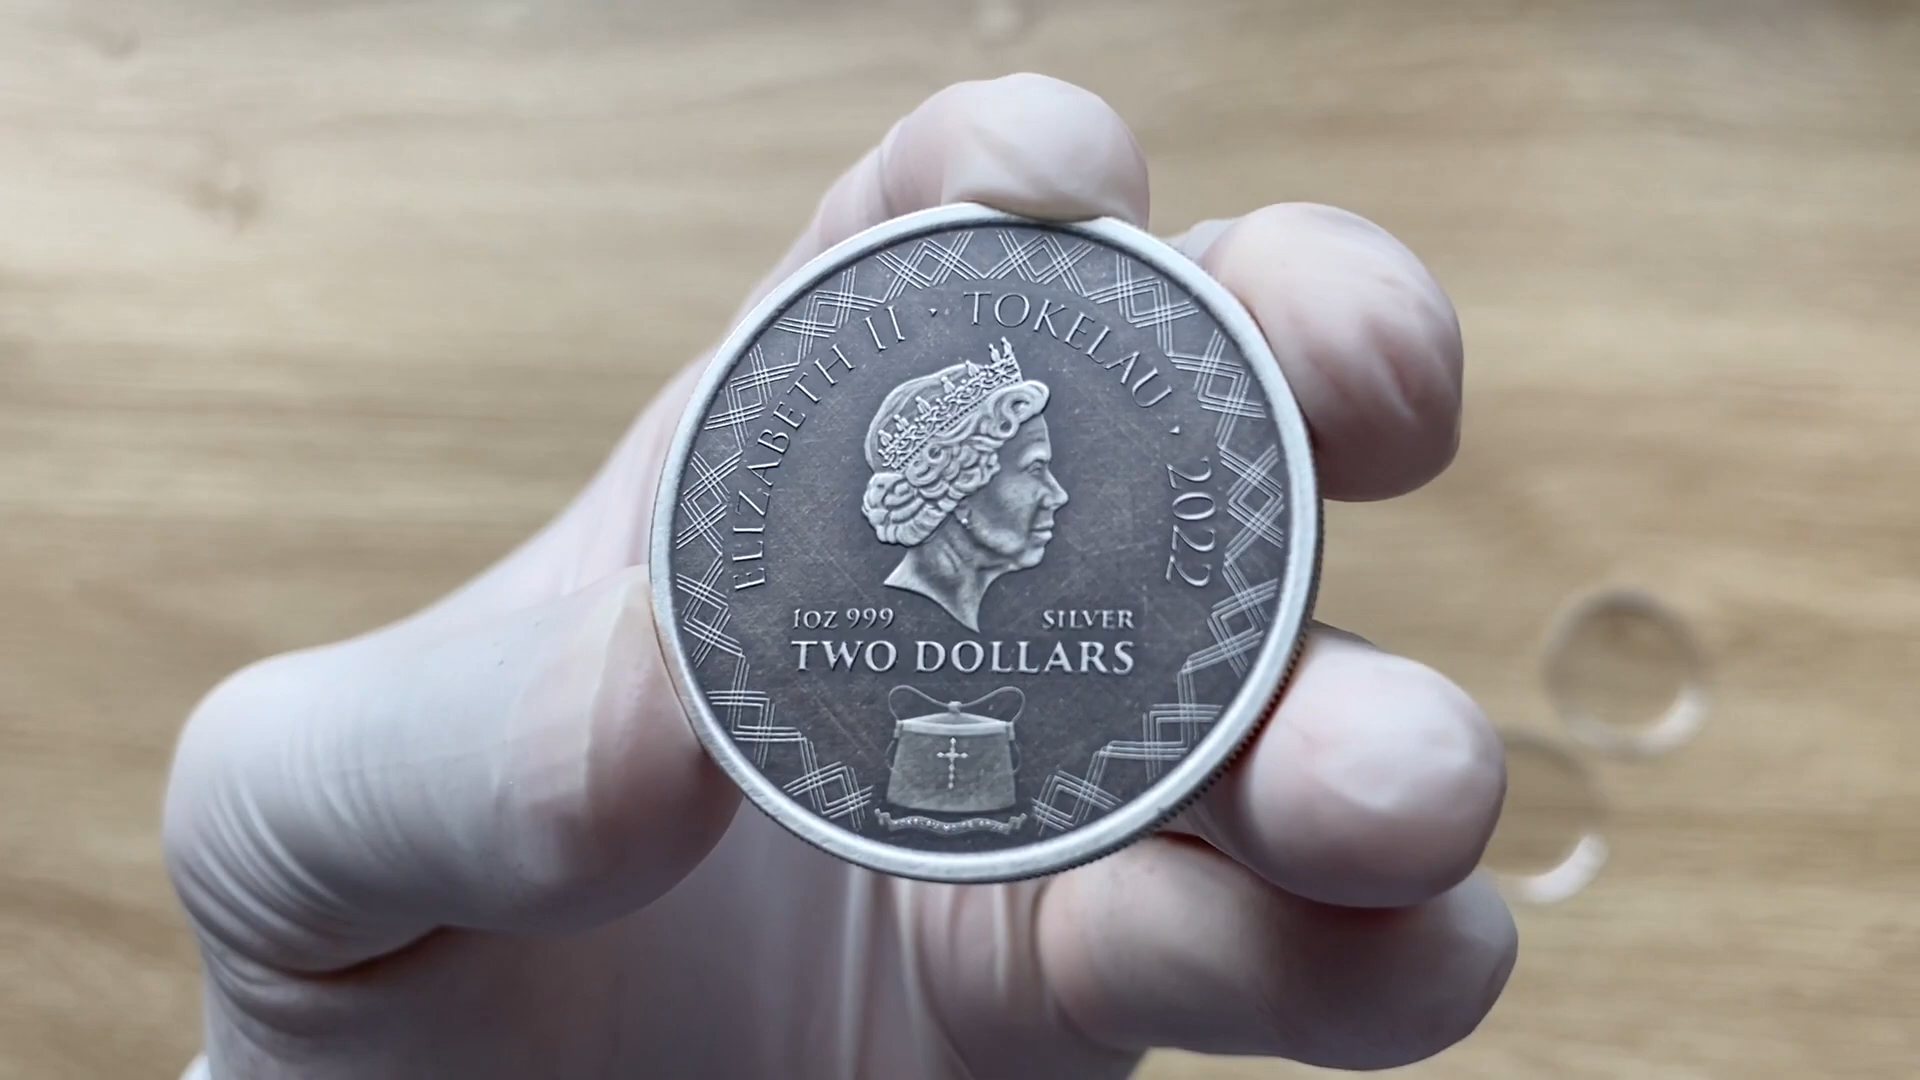 ELIZABETH II · TOKELAU · 2022
1OZ 999 SILVER
TWO DOLLARS